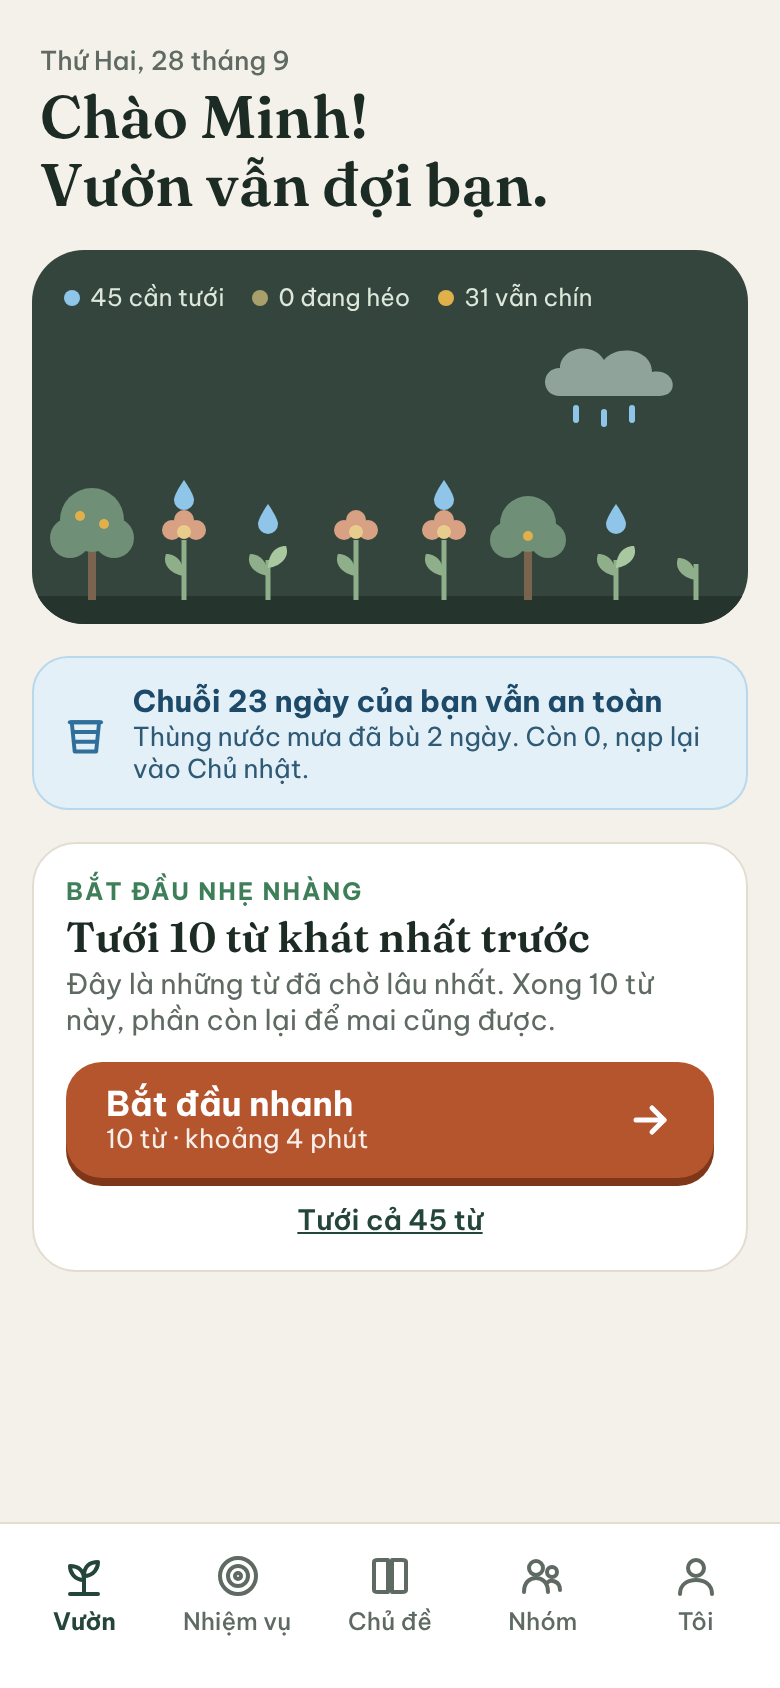 Thứ Hai, 28 tháng 9
Chào Minh!
Vườn vẫn đợi bạn.
45 cần tưới
0 đang héo
31 vẫn chín
Chuỗi 23 ngày của bạn vẫn an toàn
Thùng nước mưa đã bù 2 ngày. Còn 0, nạp lại
vào Chủ nhật.
BẮT ĐẦU NHẸ NHÀNG
Tưới 10 từ khát nhất trước
Đây là những từ đã chờ lâu nhất. Xong 10 từ
này, phần còn lại để mai cũng được.
Bắt đầu nhanh
10 từ · khoảng 4 phút
Tưới cả 45 từ
Vườn
Nhiệm vụ
Chủ đề
Nhóm
Tôi